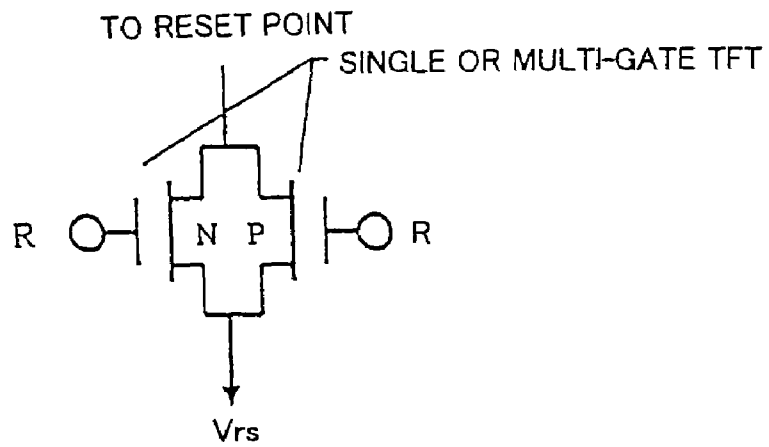 TO RESET POINT
SINGLE OR MULTI-GATE TFT
R N P R
Vrs